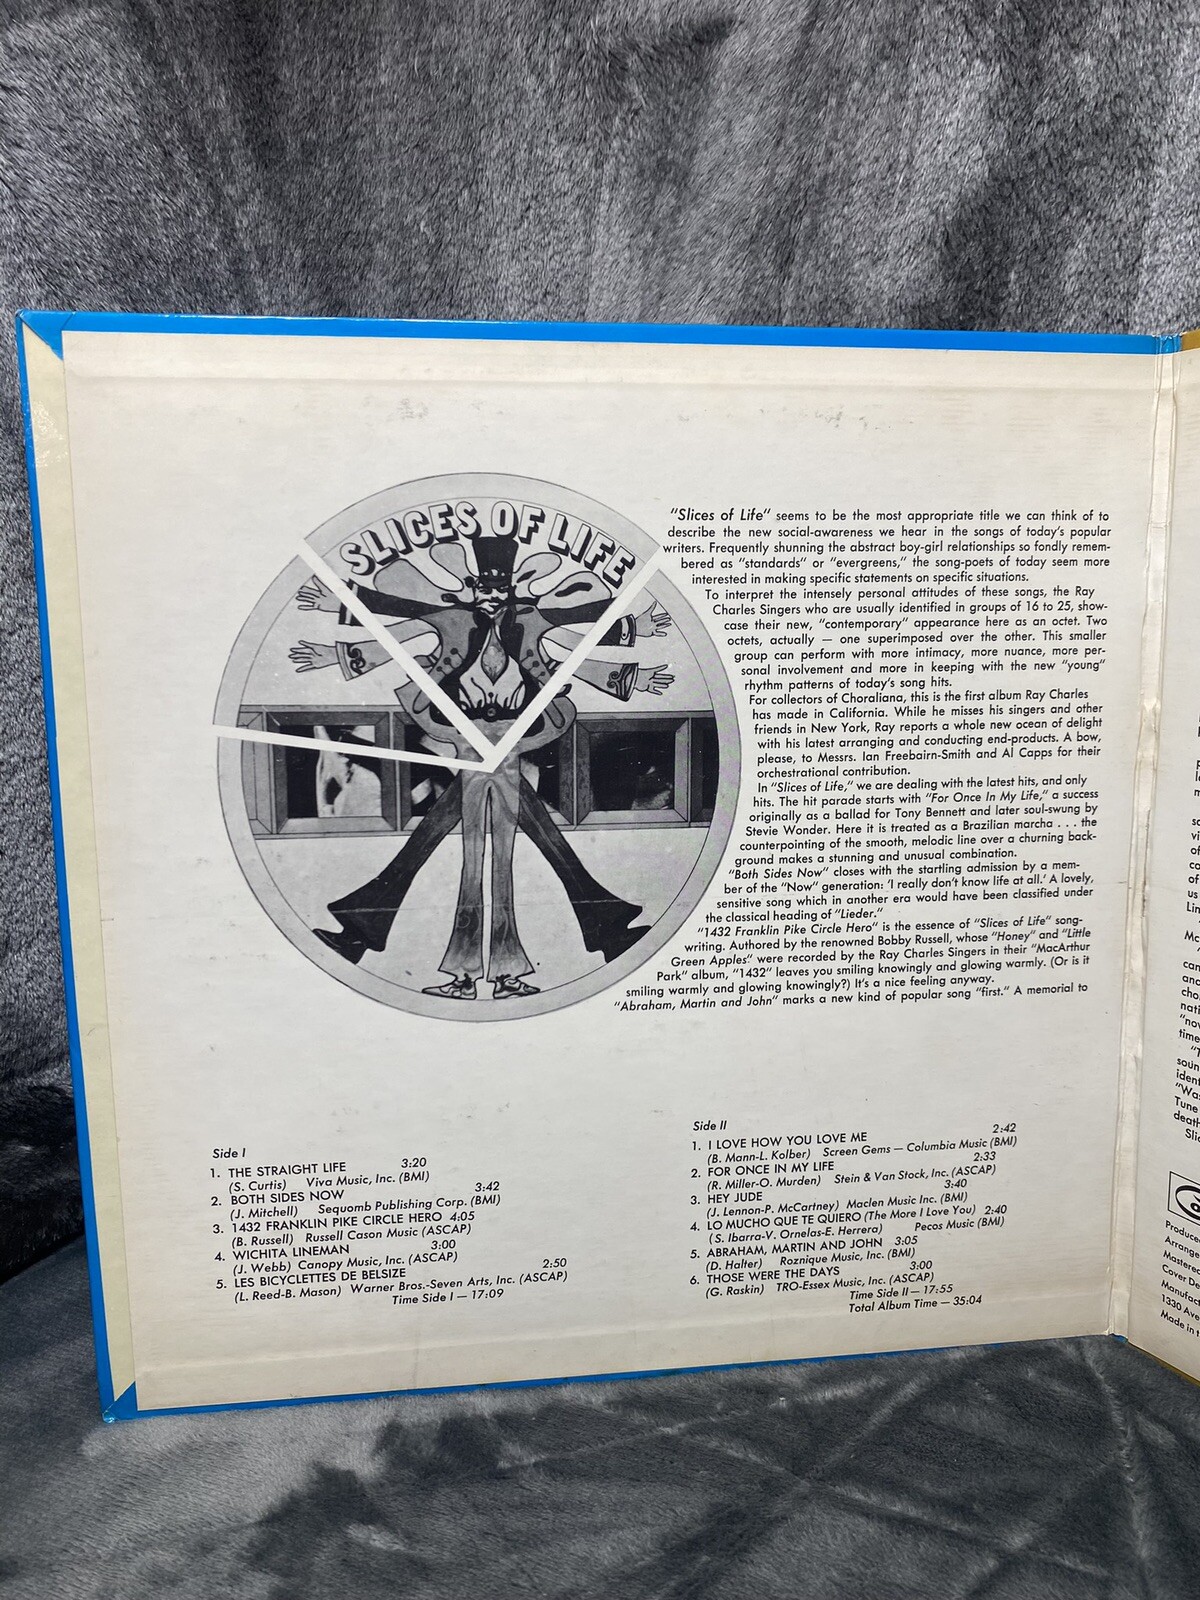 SLICES OF LIFE
"Slices of Life" seems to be the most appropriate title we can think of to
describe the new social-awareness we hear in the songs of today's popular
writers. Frequently shunning the abstract boy-girl relationships so fondly remem-
bered as "standards" or "evergreens," the song-poets of today seem more
interested in making specific statements on specific situations.
To interpret the intensely personal attitudes of these songs, the Ray
Charles Singers who are usually identified in groups of 16 to 25, show-
case their new, "contemporary" appearance here as an octet. Two
octets, actually — one superimposed over the other. This smaller
group can perform with more intimacy, more nuance, more per-
sonal involvement and more in keeping with the new "young"
rhythm patterns of today's song hits.
For collectors of Choraliana, this is the first album Ray Charles
has made in California. While he misses his singers and other
friends in New York, Ray reports a whole new ocean of delight
with his latest arranging and conducting end-products. A bow,
please, to Messrs. Ian Freebairn-Smith and Al Capps for their
orchestrational contribution.
In "Slices of Life," we are dealing with the latest hits, and only
hits. The hit parade starts with "For Once In My Life," a success
originally as a ballad for Tony Bennett and later soul-swung by
Stevie Wonder. Here it is treated as a Brazilian marcha . . . the
counterpointing of the smooth, melodic line over a churning back-
ground makes a stunning and unusual combination.
"Both Sides Now" closes with the startling admission by a mem-
ber of the "Now" generation: 'I really don't know life at all.' A lovely,
sensitive song which in another era would have been classified under
the classical heading of "Lieder."
"1432 Franklin Pike Circle Hero" is the essence of "Slices of Life" song-
writing. Authored by the renowned Bobby Russell, whose "Honey" and "Little
Green Apples" were recorded by the Ray Charles Singers in their "MacArthur
Park" album, "1432" leaves you smiling knowingly and glowing warmly. (Or is it
smiling warmly and glowing knowingly?) It's a nice feeling anyway.
"Abraham, Martin and John" marks a new kind of popular song "first." A memorial to
Side I
1. THE STRAIGHT LIFE 3:20
(S. Curtis) Viva Music, Inc. (BMI)
2. BOTH SIDES NOW 3:42
(J. Mitchell) Sequomb Publishing Corp. (BMI)
3. 1432 FRANKLIN PIKE CIRCLE HERO 4:05
(B. Russell) Russell Cason Music (ASCAP)
4. WICHITA LINEMAN 3:00
(J. Webb) Canopy Music, Inc. (ASCAP)
5. LES BICYCLETTES DE BELSIZE 2:50
(L. Reed-B. Mason) Warner Bros.-Seven Arts, Inc. (ASCAP)
Time Side I — 17:09
Side II
1. I LOVE HOW YOU LOVE ME 2:42
(B. Mann-L. Kolber) Screen Gems — Columbia Music (BMI)
2. FOR ONCE IN MY LIFE 2:33
(R. Miller-O. Murden) Stein & Van Stock, Inc. (ASCAP)
3. HEY JUDE 3:40
(J. Lennon-P. McCartney) Maclen Music Inc. (BMI)
4. LO MUCHO QUE TE QUIERO (The More I Love You) 2:40
(S. Ibarra-V. Ornelas-E. Herrera) Pecos Music (BMI)
5. ABRAHAM, MARTIN AND JOHN 3:05
(D. Halter) Roznique Music, Inc. (BMI)
6. THOSE WERE THE DAYS 3:00
(G. Raskin) TRO-Essex Music, Inc. (ASCAP)
Time Side II — 17:55
Total Album Time — 35:04
Lin
Mc
can
and
cho
nati
"nov
time
"T
soun
ident
"Was
Tune
death
Slic
Produce
Arrange
Mastered
Cover De
Manufact
1330 Ave
Made in t